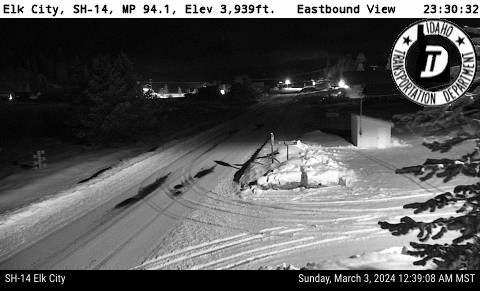 Elk City, SH-14, MP 94.1, Elev 3,939ft. Eastbound View 23:30:32
IDAHO
TRANSPORTATION DEPARTMENT
SH-14 Elk City Sunday, March 3, 2024 12:39:08 AM MST